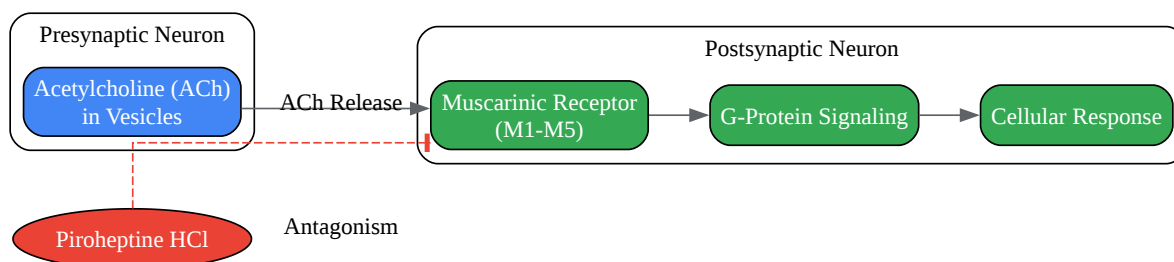 Presynaptic Neuron
Acetylcholine (ACh)
in Vesicles
ACh Release
Postsynaptic Neuron
Muscarinic Receptor
(M1-M5)
G-Protein Signaling
Cellular Response
Piroheptine HCl
Antagonism